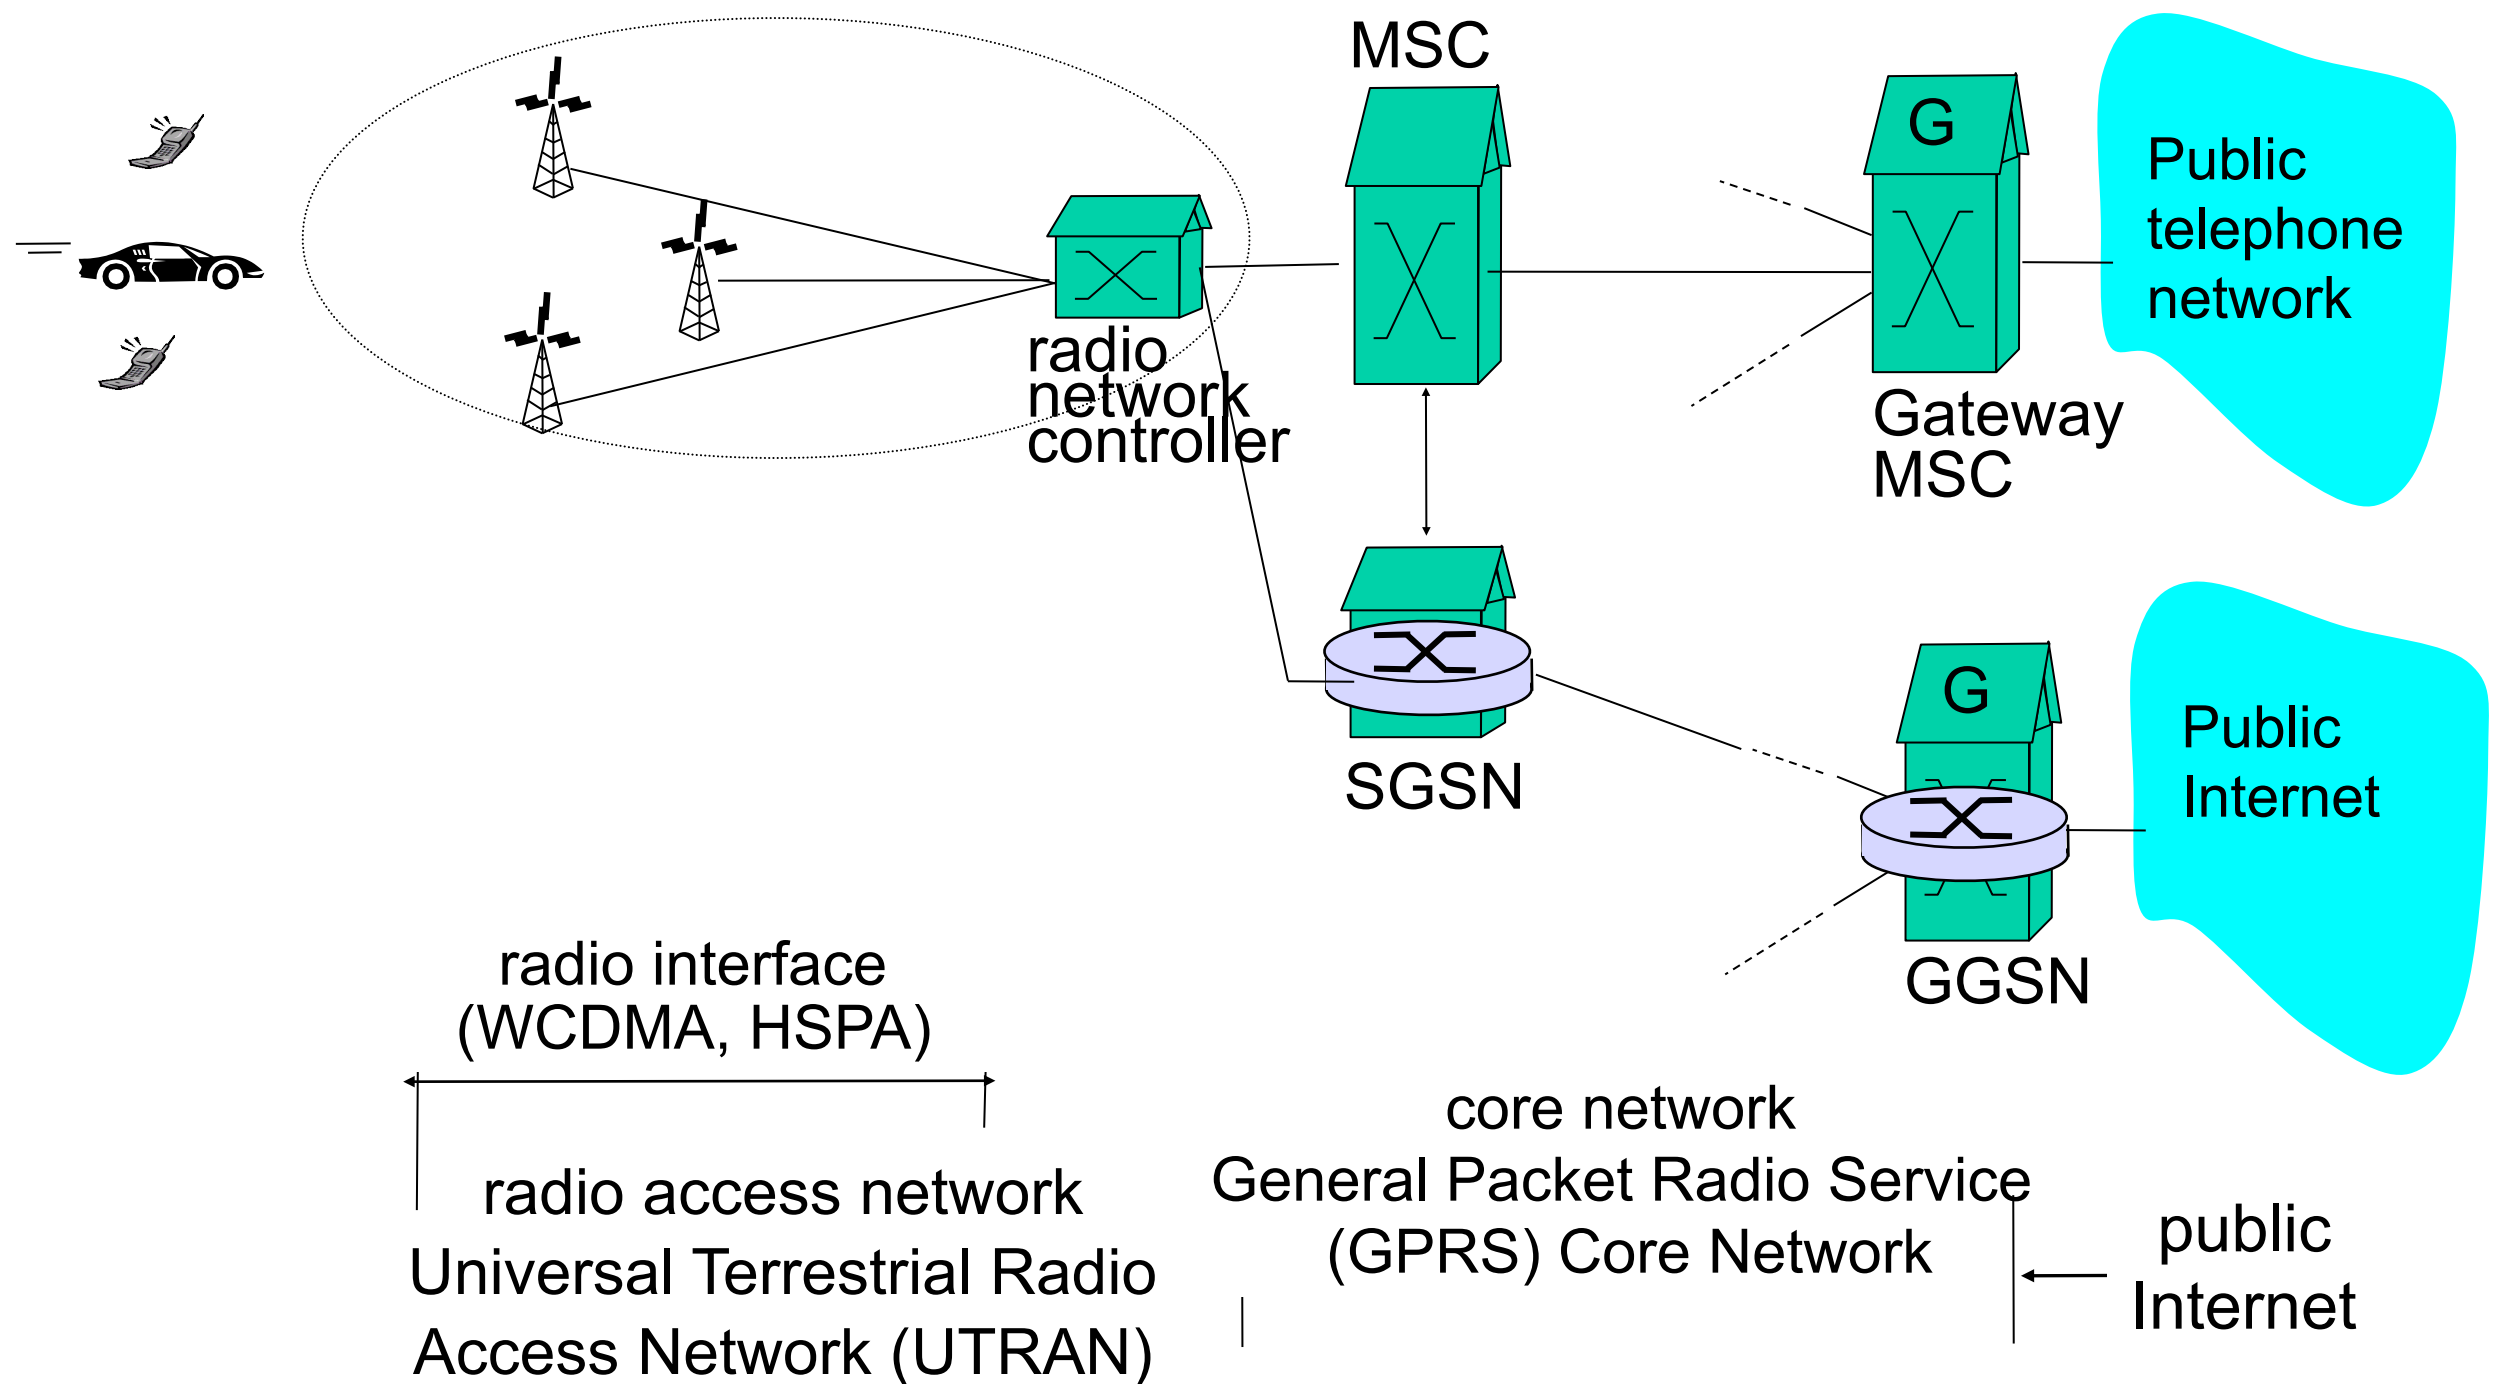 MSC
G
Public
telephone
network
radio
network
controller
Gateway
MSC
G
Public
Internet
SGSN
GGSN
radio interface
(WCDMA, HSPA)
core network
General Packet Radio Service
(GPRS) Core Network
radio access network
Universal Terrestrial Radio
Access Network (UTRAN)
public
Internet